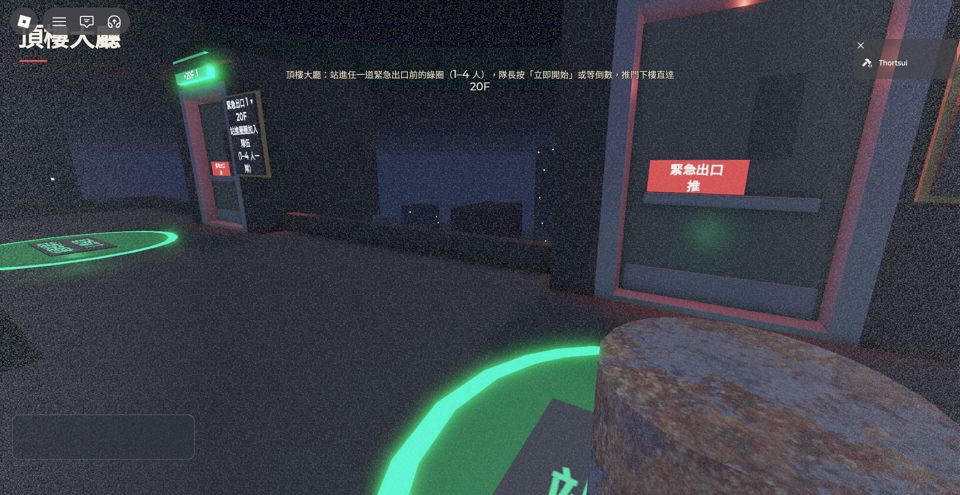 頂樓大廳
頂樓大廳：站進任一道緊急出口前的綠圈（1–4 人），隊長按「立即開始」或等倒數，推門下樓直達
20F
Thortsui
緊急出口 1
20F
站進圈圈加入
隊伍
（1–4 人一
隊）
緊急出口
推
站